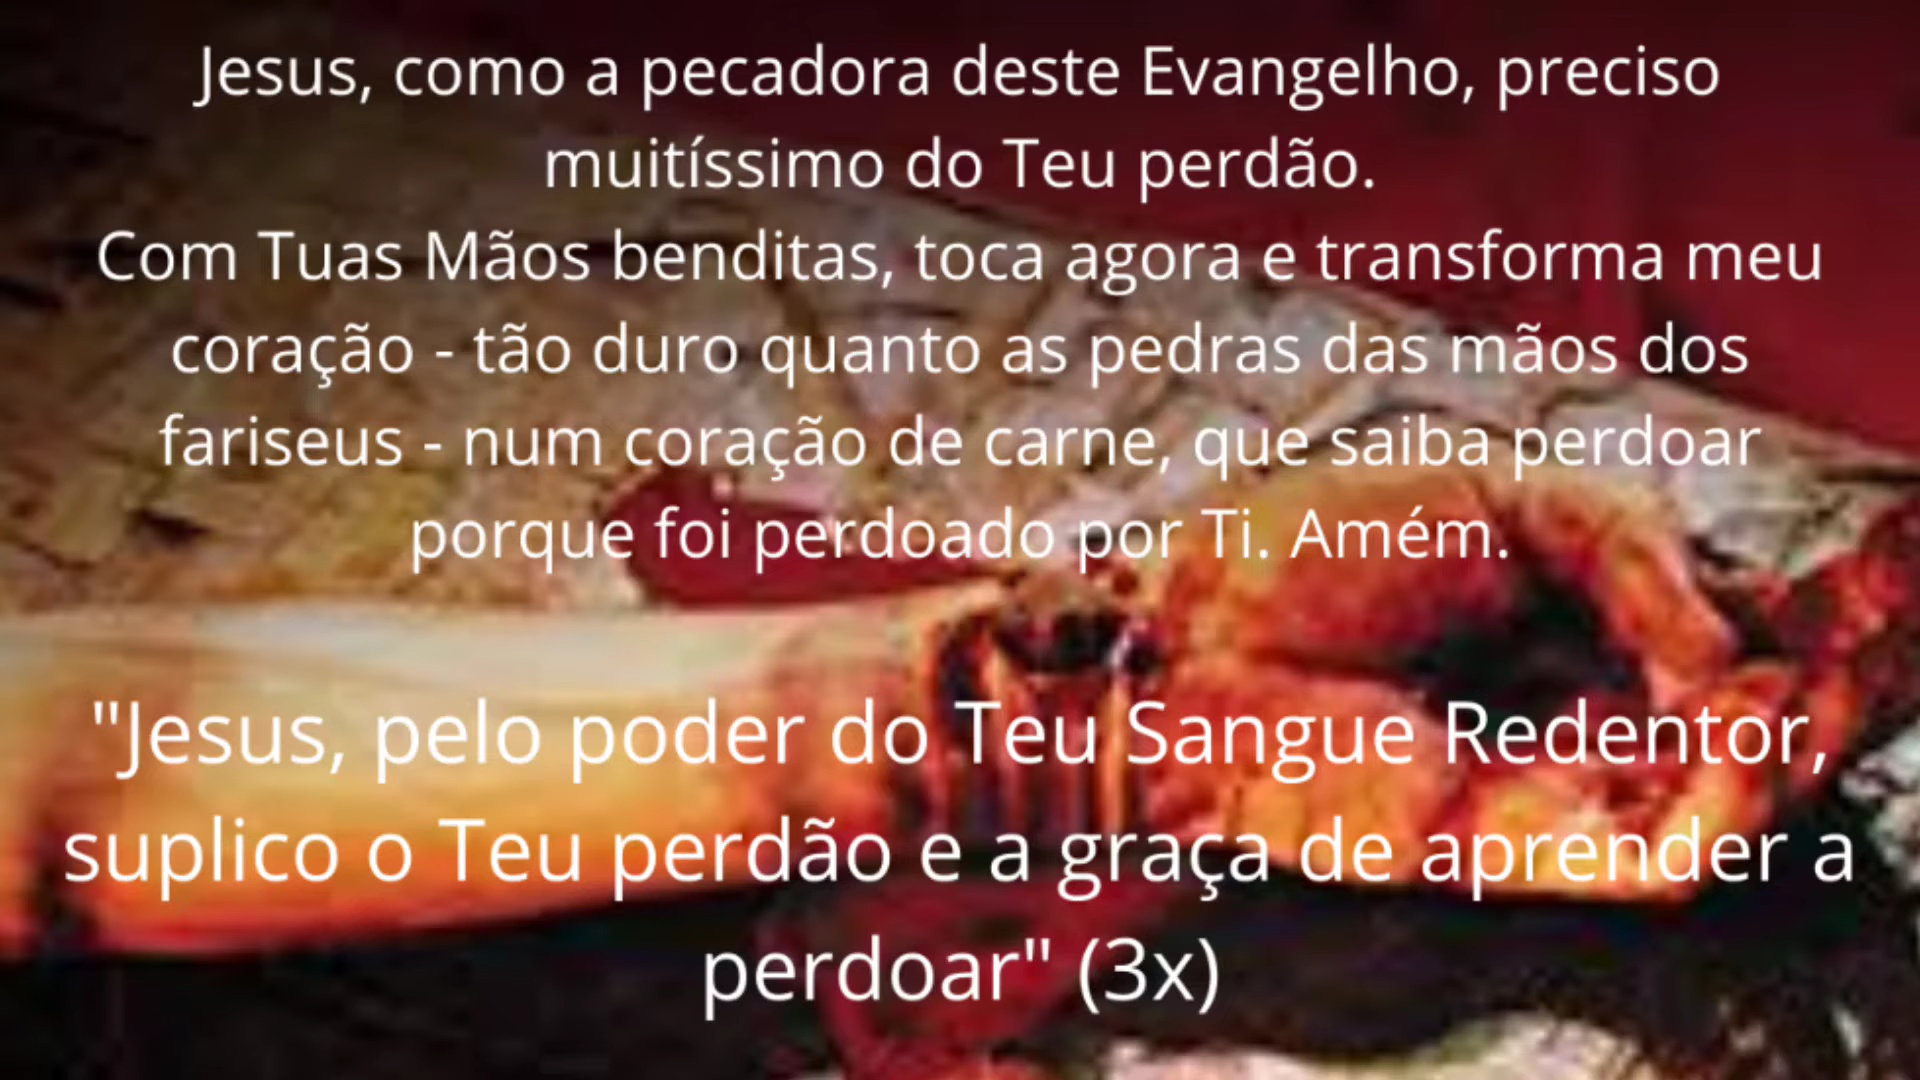 Jesus, como a pecadora deste Evangelho, preciso
muitíssimo do Teu perdão.
Com Tuas Mãos benditas, toca agora e transforma meu
coração - tão duro quanto as pedras das mãos dos
fariseus - num coração de carne, que saiba perdoar
porque foi perdoado por Ti. Amém.
"Jesus, pelo poder do Teu Sangue Redentor,
suplico o Teu perdão e a graça de aprender a
perdoar" (3x)